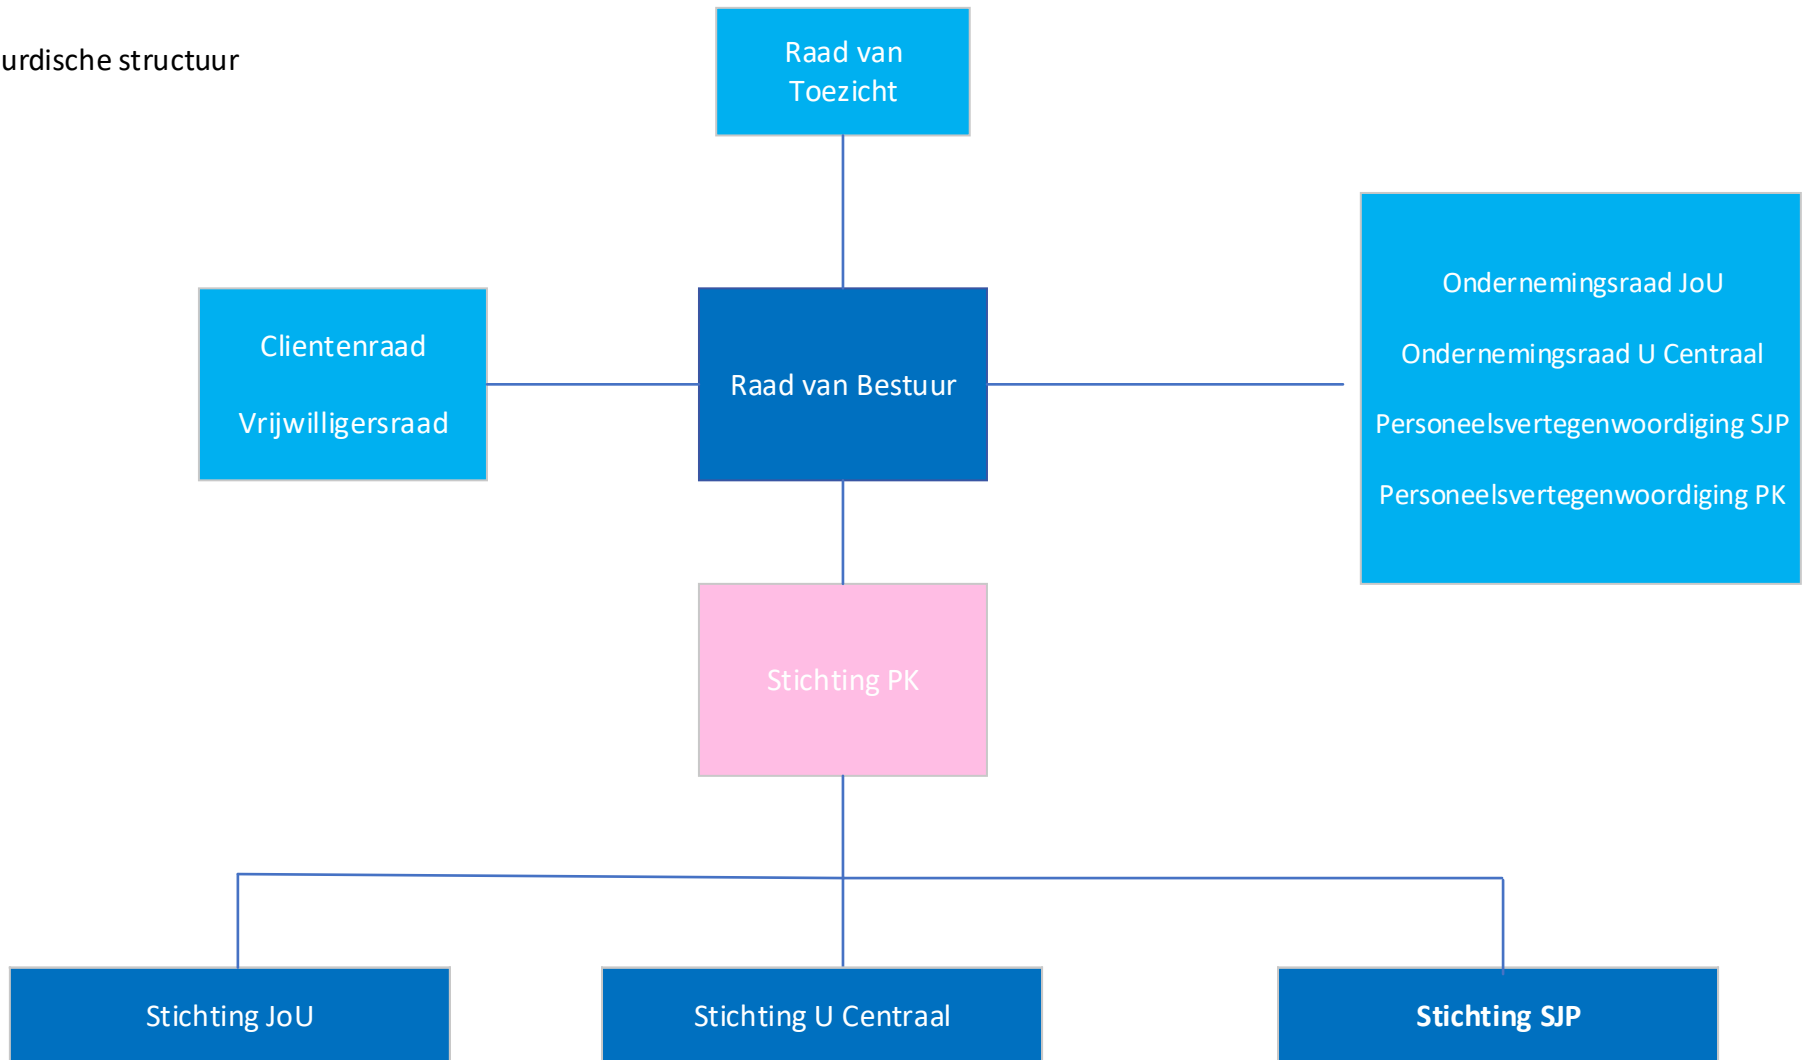 urdische structuur
Raad van
Toezicht
Clientenraad
Vrijwilligersraad
Raad van Bestuur
Ondernemingsraad JoU
Ondernemingsraad U Centraal
Personeelsvertegenwoordiging SJP
Personeelsvertegenwoordiging PK
Stichting PK
Stichting JoU
Stichting U Centraal
Stichting SJP